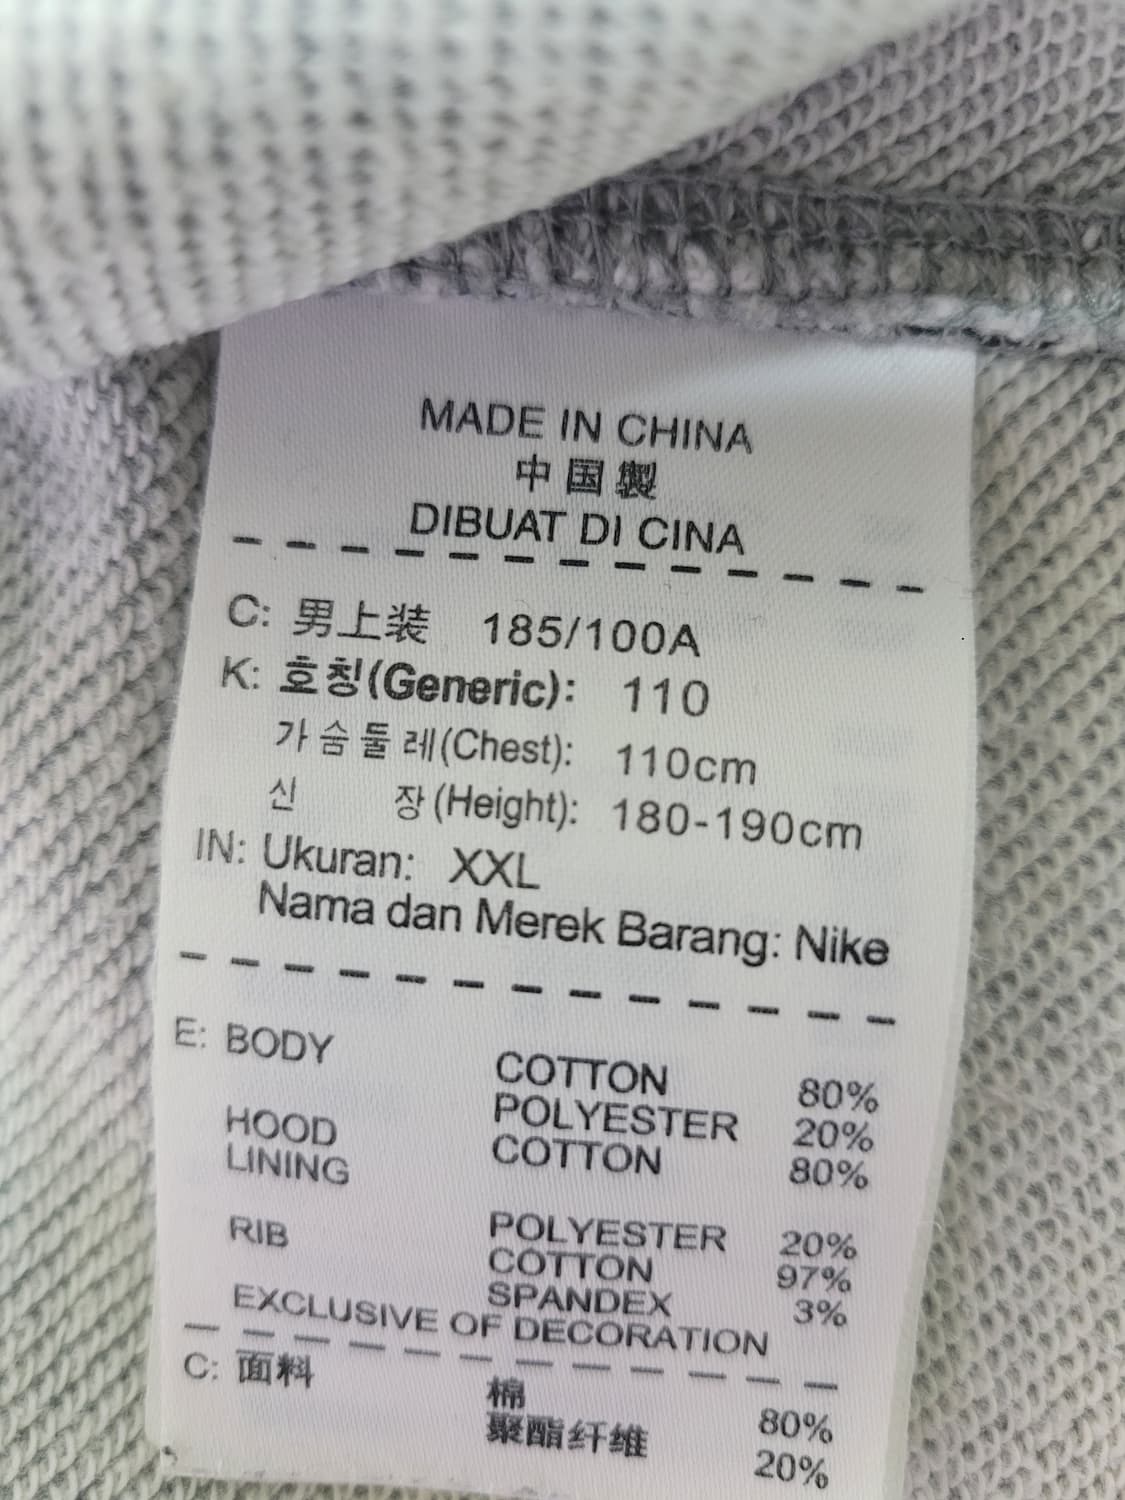 MADE IN CHINA
中国製
DIBUAT DI CINA
C: 男上装 185/100A
K: 호칭(Generic): 110
가슴둘레(Chest): 110cm
신 장(Height): 180-190cm
IN: Ukuran: XXL
Nama dan Merek Barang: Nike
E: BODY COTTON 80%
POLYESTER 20%
HOOD COTTON 80%
LINING
POLYESTER 20%
RIB COTTON 97%
SPANDEX 3%
EXCLUSIVE OF DECORATION
C: 面料 棉 80%
聚酯纤维 20%